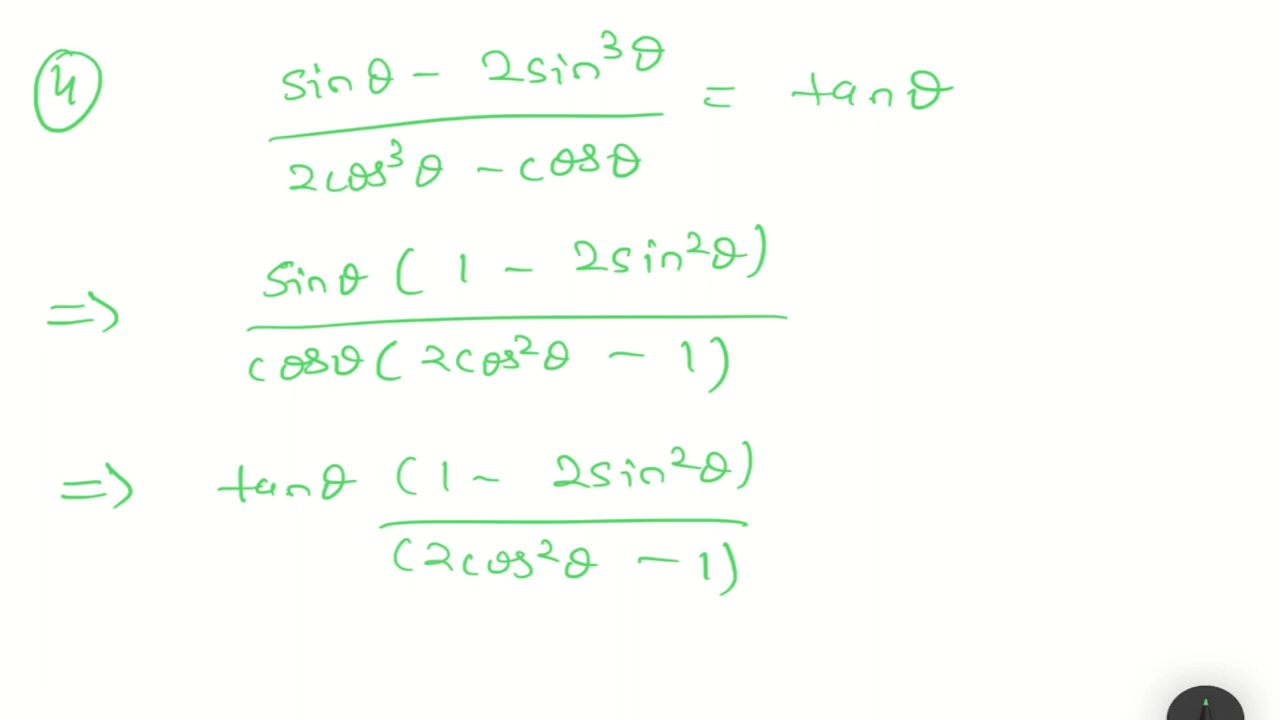 ④ (sinθ - 2sin³θ) / (2cos³θ - cosθ) = tanθ
=> sinθ (1 - 2sin²θ) / cosθ (2cos²θ - 1)
=> tanθ (1 - 2sin²θ) / (2cos²θ - 1)